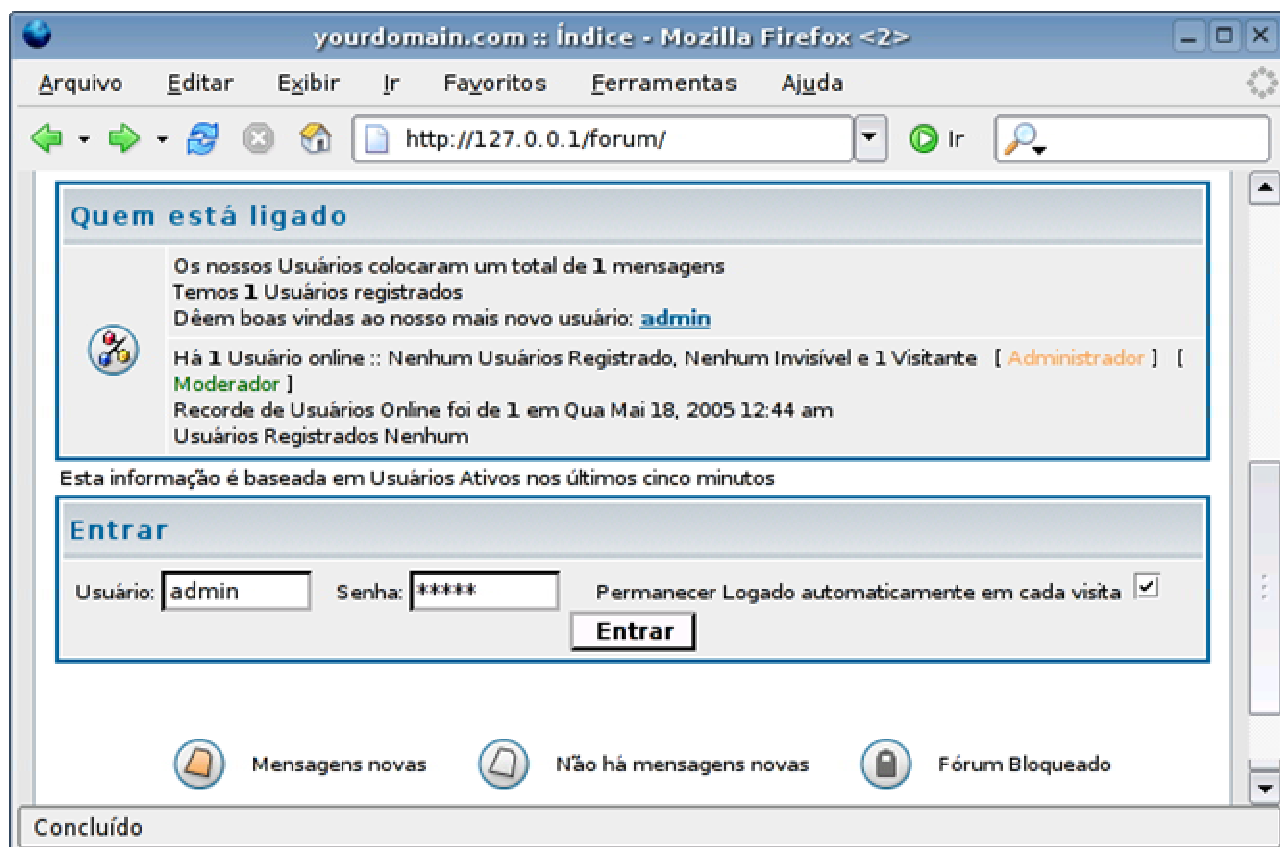 yourdomain.com :: Índice - Mozilla Firefox <2>
Arquivo Editar Exibir Ir Favoritos Ferramentas Ajuda
http://127.0.0.1/forum/ Ir
Quem está ligado
Os nossos Usuários colocaram um total de 1 mensagens
Temos 1 Usuários registrados
Dêem boas vindas ao nosso mais novo usuário: admin
Há 1 Usuário online :: Nenhum Usuários Registrado, Nenhum Invisível e 1 Visitante [ Administrador ] [
Moderador ]
Recorde de Usuários Online foi de 1 em Qua Mai 18, 2005 12:44 am
Usuários Registrados Nenhum
Esta informação é baseada em Usuários Ativos nos últimos cinco minutos
Entrar
Usuário: admin Senha: ***** Permanecer Logado automaticamente em cada visita
Entrar
Mensagens novas Não há mensagens novas Fórum Bloqueado
Concluído